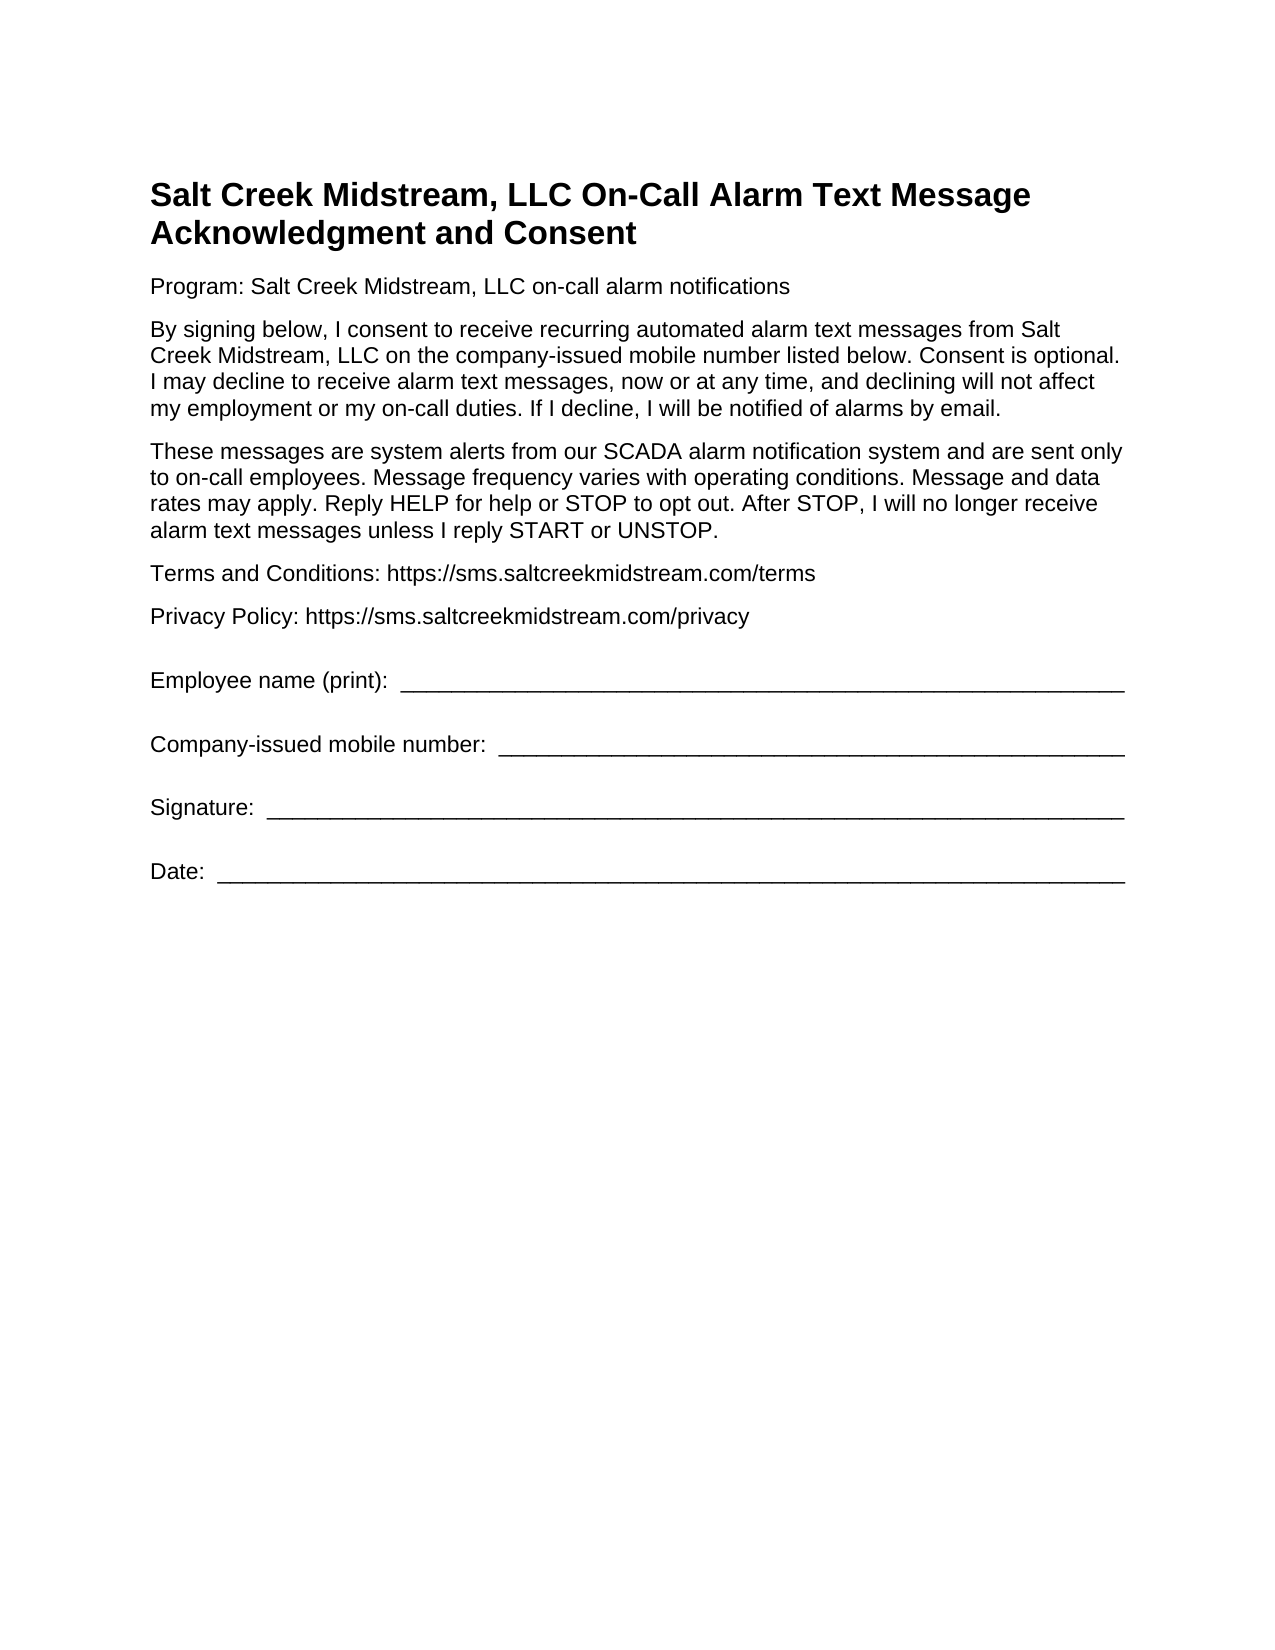 Salt Creek Midstream, LLC On-Call Alarm Text Message
Acknowledgment and Consent
Program: Salt Creek Midstream, LLC on-call alarm notifications
By signing below, I consent to receive recurring automated alarm text messages from Salt
Creek Midstream, LLC on the company-issued mobile number listed below. Consent is optional.
I may decline to receive alarm text messages, now or at any time, and declining will not affect
my employment or my on-call duties. If I decline, I will be notified of alarms by email.
These messages are system alerts from our SCADA alarm notification system and are sent only
to on-call employees. Message frequency varies with operating conditions. Message and data
rates may apply. Reply HELP for help or STOP to opt out. After STOP, I will no longer receive
alarm text messages unless I reply START or UNSTOP.
Terms and Conditions: https://sms.saltcreekmidstream.com/terms
Privacy Policy: https://sms.saltcreekmidstream.com/privacy
Employee name (print): ____________________________________________________________
Company-issued mobile number: ____________________________________________________
Signature: _______________________________________________________________________
Date: ___________________________________________________________________________